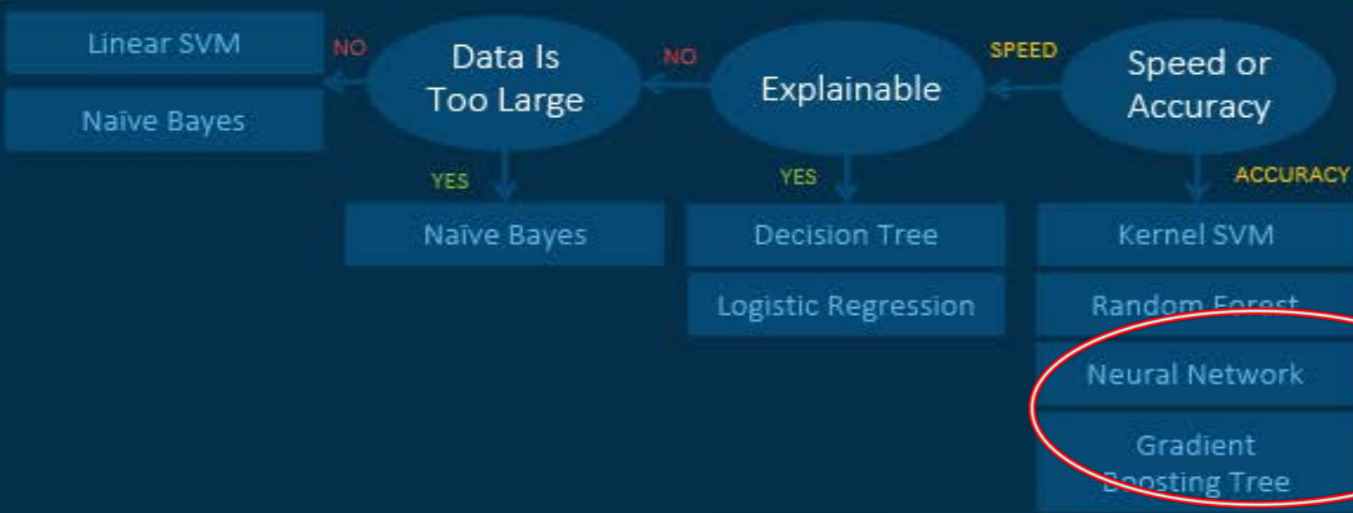 Linear SVM
NO
Data Is
Too Large
NO
Explainable
SPEED
Speed or
Accuracy
Naïve Bayes
YES
YES
ACCURACY
Naïve Bayes
Decision Tree
Kernel SVM
Logistic Regression
Random Forest
Neural Network
Gradient
Boosting Tree